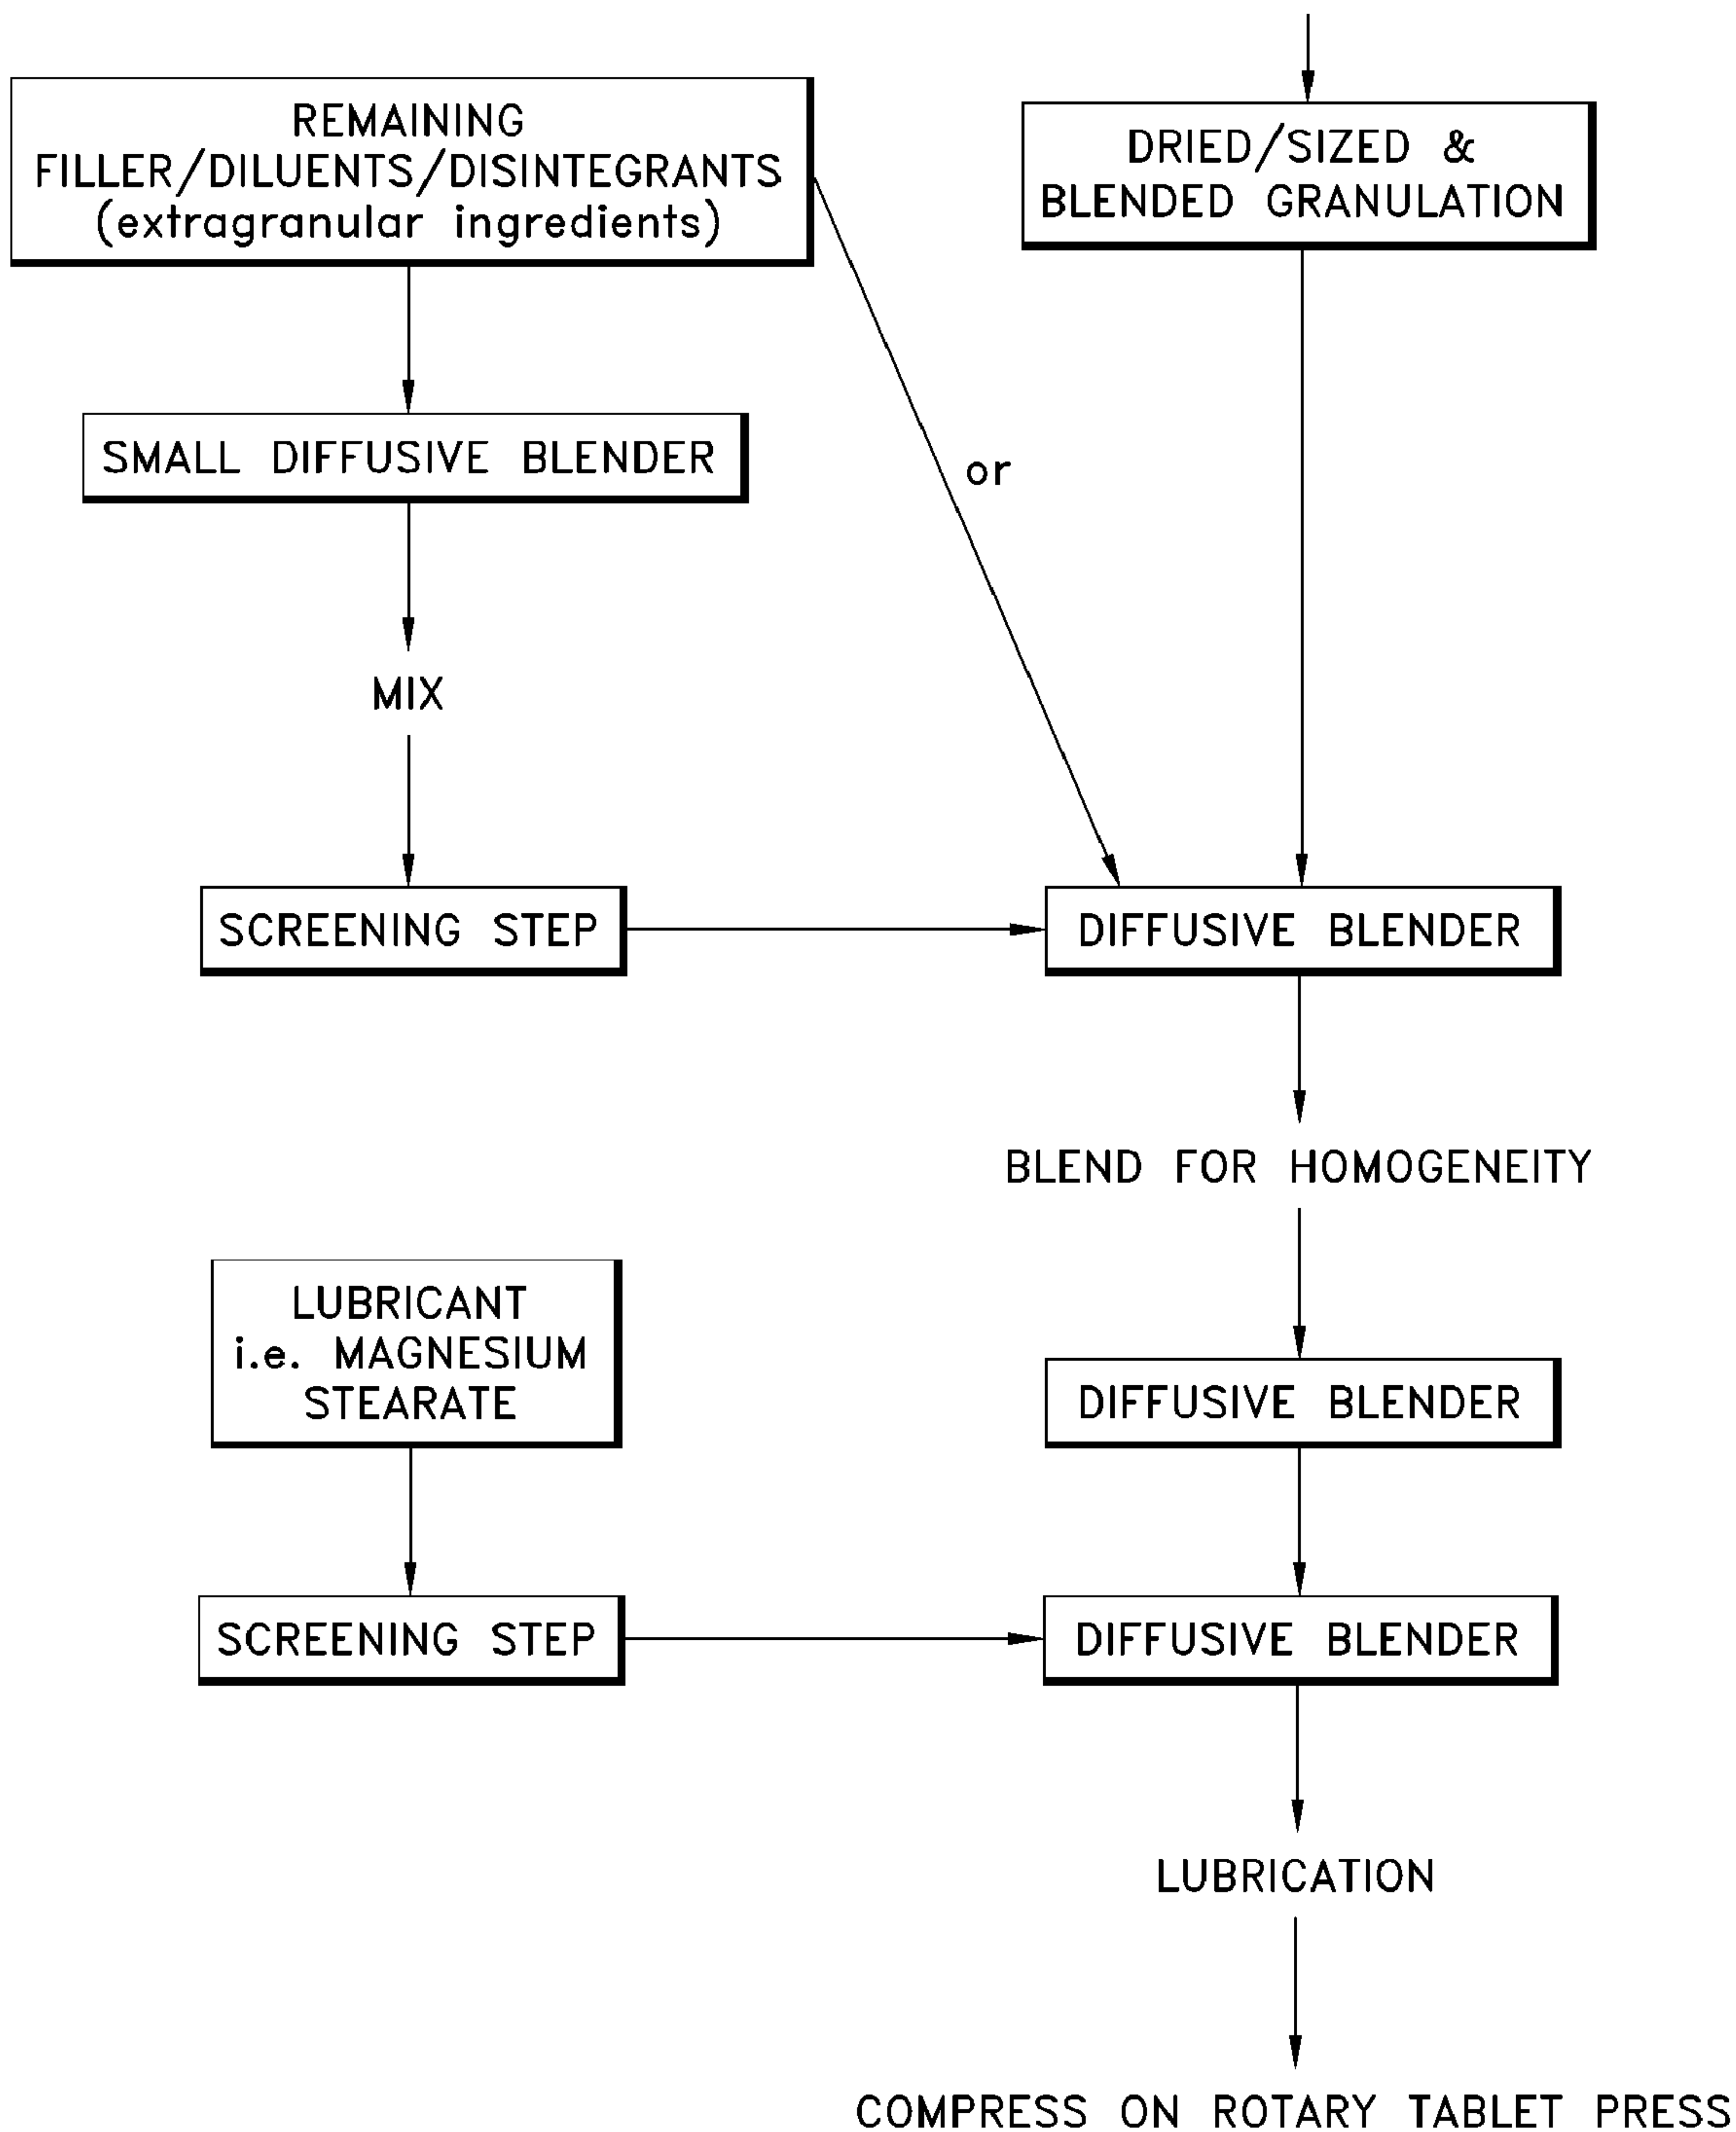 REMAINING
FILLER/DILUENTS/DISINTEGRANTS
(extragranular ingredients)
DRIED/SIZED &
BLENDED GRANULATION
SMALL DIFFUSIVE BLENDER
or
MIX
SCREENING STEP
DIFFUSIVE BLENDER
BLEND FOR HOMOGENEITY
LUBRICANT
i.e. MAGNESIUM
STEARATE
DIFFUSIVE BLENDER
SCREENING STEP
DIFFUSIVE BLENDER
LUBRICATION
COMPRESS ON ROTARY TABLET PRESS